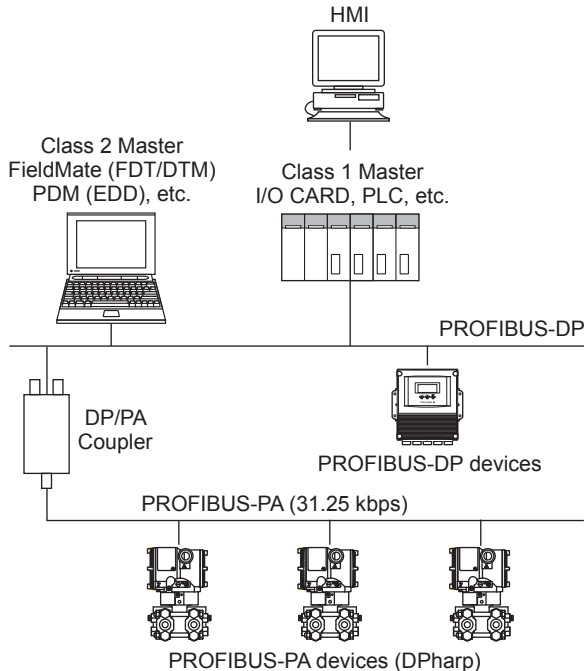 HMI
Class 2 Master
FieldMate (FDT/DTM)
PDM (EDD), etc.
Class 1 Master
I/O CARD, PLC, etc.
PROFIBUS-DP
DP/PA
Coupler
PROFIBUS-DP devices
PROFIBUS-PA (31.25 kbps)
PROFIBUS-PA devices (DPharp)